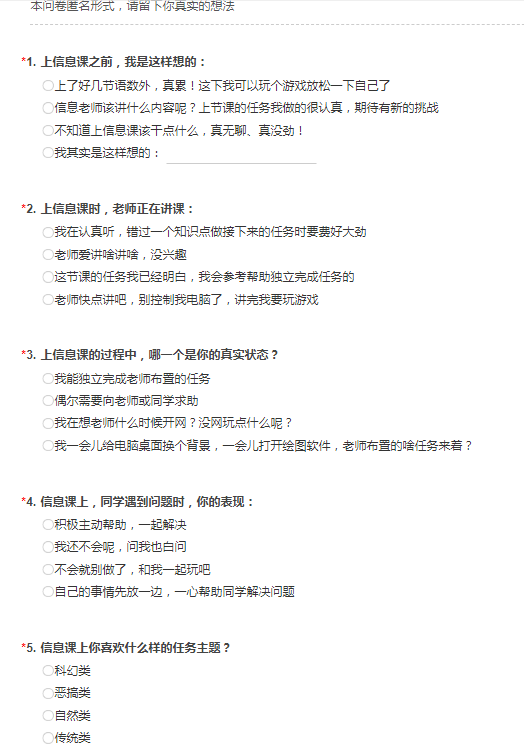 本问卷匿名形式，请留下你真实的想法
*1. 上信息课之前，我是这样想的：
上了好几节语数外，真累！这下我可以玩个游戏放松一下自己了
信息老师该讲什么内容呢？上节课的任务我做的很认真，期待有新的挑战
不知道上信息课该干点什么，真无聊、真没劲！
我其实是这样想的：
*2. 上信息课时，老师正在讲课：
我在认真听，错过一个知识点做接下来的任务时要费好大劲
老师爱讲啥讲啥，没兴趣
这节课的任务我已经明白，我会参考帮助独立完成任务的
老师快点讲吧，别控制我电脑了，讲完我要玩游戏
*3. 上信息课的过程中，哪一个是你的真实状态？
我能独立完成老师布置的任务
偶尔需要向老师或同学求助
我在想老师什么时候开网？没网玩点什么呢？
我一会儿给电脑桌面换个背景，一会儿打开绘图软件，老师布置的啥任务来着？
*4. 信息课上，同学遇到问题时，你的表现：
积极主动帮助，一起解决
我还不会呢，问我也白问
不会就别做了，和我一起玩吧
自己的事情先放一边，一心帮助同学解决问题
*5. 信息课上你喜欢什么样的任务主题？
科幻类
恶搞类
自然类
传统类